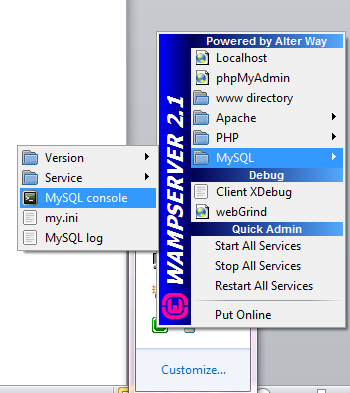 Powered by Alter Way
Localhost
phpMyAdmin
www directory
Apache
PHP
MySQL
Debug
Client XDebug
webGrind
Quick Admin
Start All Services
Stop All Services
Restart All Services
Put Online
WAMPSERVER 2.1
Version
Service
MySQL console
my.ini
MySQL log
Customize...